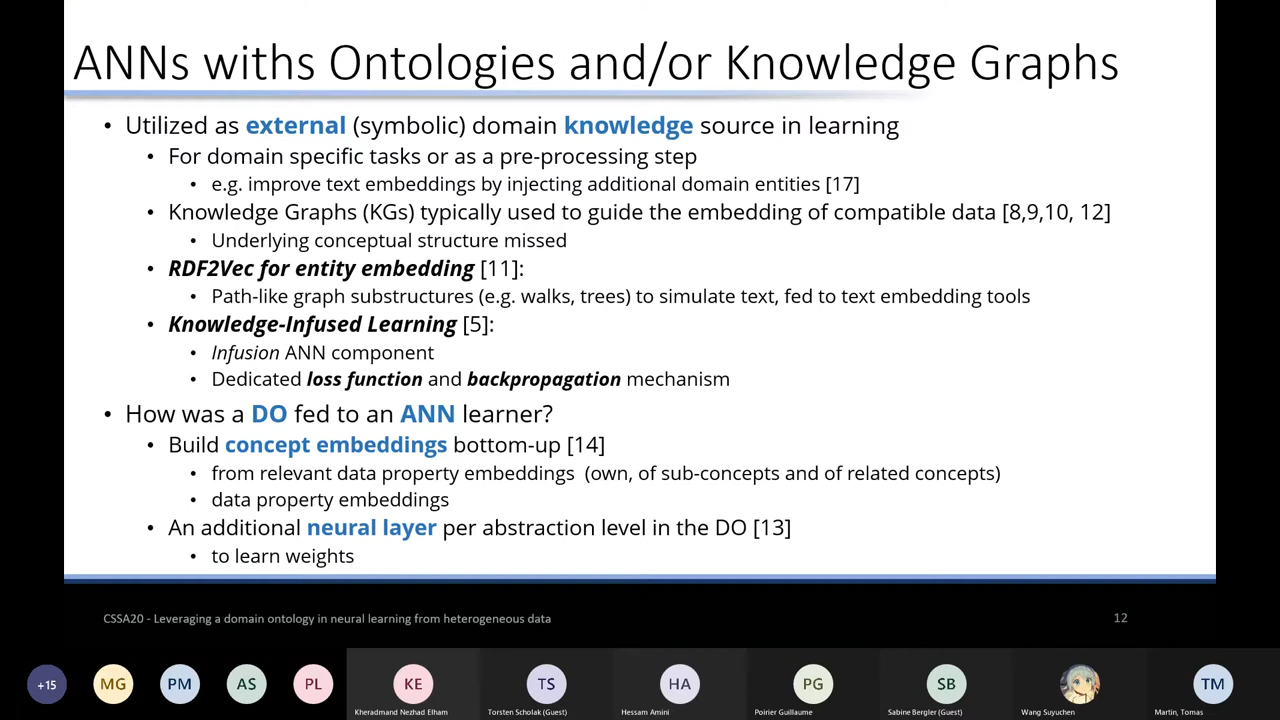 ANNs withs Ontologies and/or Knowledge Graphs
• Utilized as external (symbolic) domain knowledge source in learning
• For domain specific tasks or as a pre-processing step
• e.g. improve text embeddings by injecting additional domain entities [17]
• Knowledge Graphs (KGs) typically used to guide the embedding of compatible data [8,9,10, 12]
• Underlying conceptual structure missed
• RDF2Vec for entity embedding [11]:
• Path-like graph substructures (e.g. walks, trees) to simulate text, fed to text embedding tools
• Knowledge-Infused Learning [5]:
• Infusion ANN component
• Dedicated loss function and backpropagation mechanism
• How was a DO fed to an ANN learner?
• Build concept embeddings bottom-up [14]
• from relevant data property embeddings (own, of sub-concepts and of related concepts)
• data property embeddings
• An additional neural layer per abstraction level in the DO [13]
• to learn weights
CSSA20 - Leveraging a domain ontology in neural learning from heterogeneous data 12
+15 MG PM AS PL KE TS HA PG SB TM
Kheradmand Nezhad Elham Torsten Scholak (Guest) Hessam Amini Poirier Guillaume Sabine Bergler (Guest) Wang Suyuchen Martin, Tomas